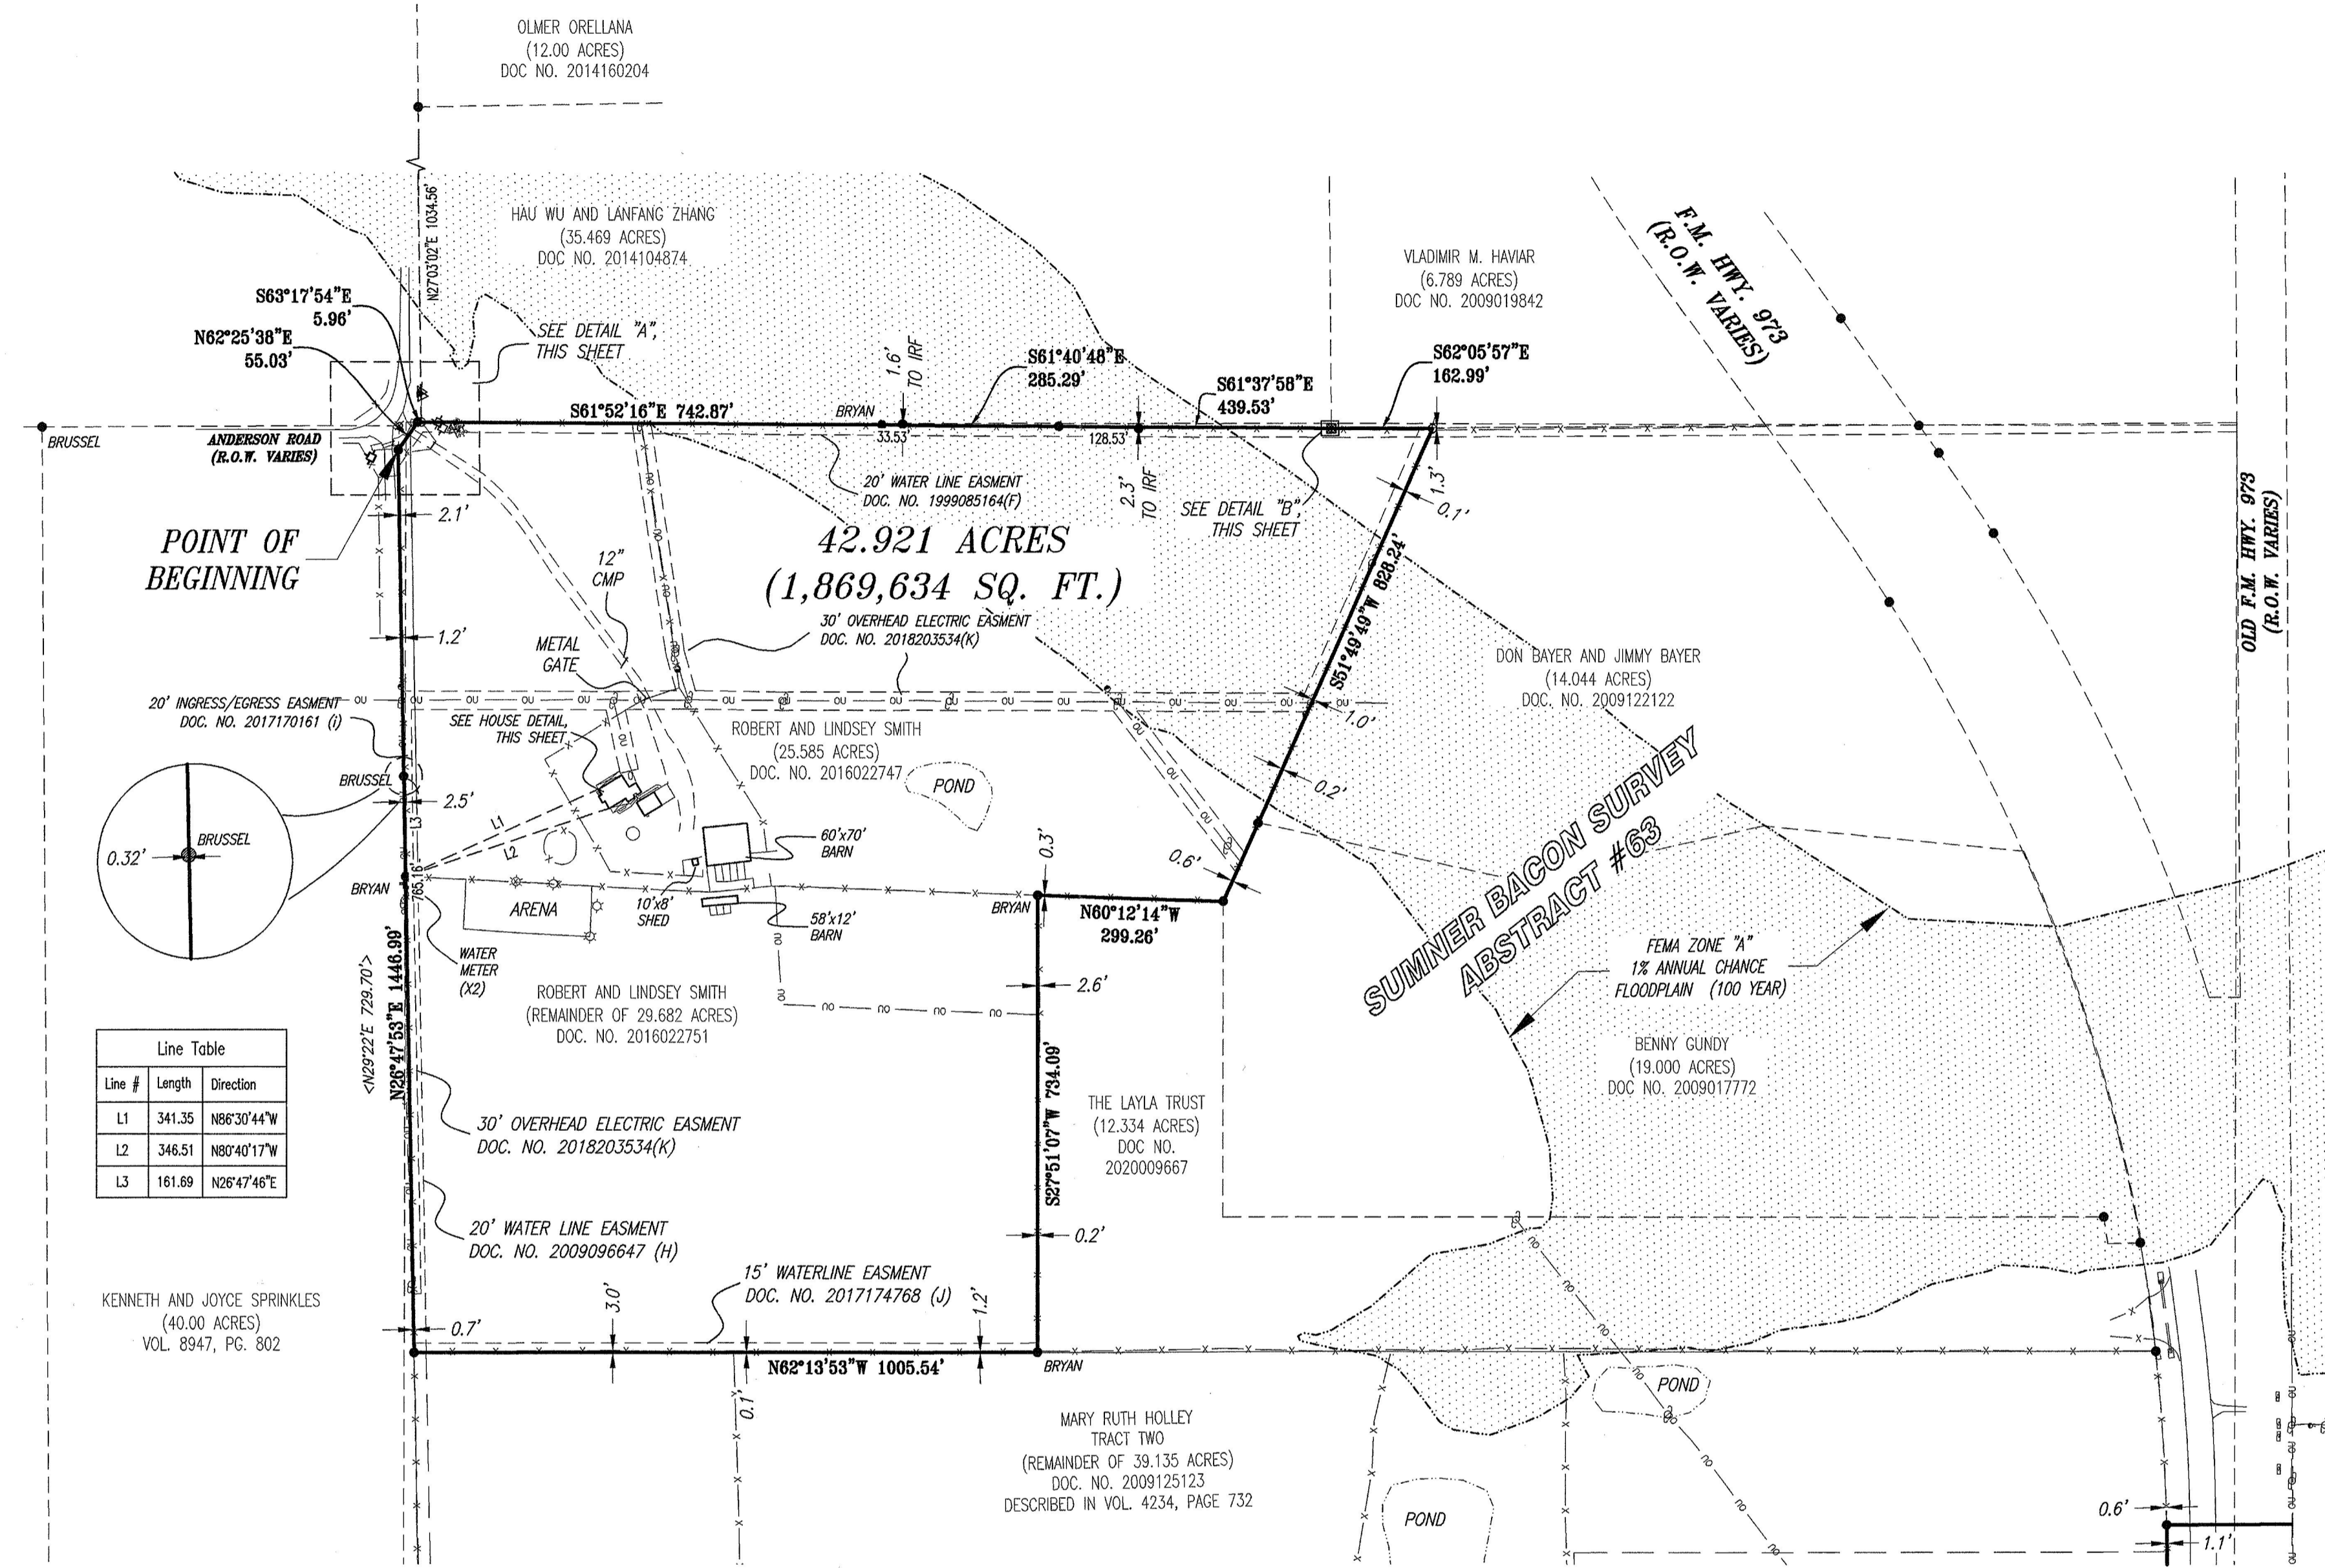 OLMER ORELLANA
(12.00 ACRES)
DOC NO. 2014160204
N27°03'02"E 1034.56'
HAU WU AND LANFANG ZHANG
(35.469 ACRES)
DOC NO. 2014104874
VLADIMIR M. HAVIAR
(6.789 ACRES)
DOC NO. 2009019842
F.M. HWY. 973
(R.O.W. VARIES)
S63°17'54"E
5.96'
N62°25'38"E
55.03'
SEE DETAIL "A",
THIS SHEET
1.6'
TO IRF
S61°40'48"E
285.29'
S61°37'58"E
439.53'
S62°05'57"E
162.99'
S61°52'16"E 742.87'
BRYAN
33.53'
128.53'
BRUSSEL
ANDERSON ROAD
(R.O.W. VARIES)
20' WATER LINE EASMENT
DOC. NO. 1999085164(F)
2.3'
TO IRF
SEE DETAIL "B",
THIS SHEET
1.3'
0.1'
OLD F.M. HWY. 973
(R.O.W. VARIES)
POINT OF
BEGINNING
2.1'
42.921 ACRES
(1,869,634 SQ. FT.)
12"
CMP
S51°49'49"W 828.24'
1.2'
METAL
GATE
30' OVERHEAD ELECTRIC EASMENT
DOC. NO. 2018203534(K)
DON BAYER AND JIMMY BAYER
(14.044 ACRES)
DOC. NO. 2009122122
20' INGRESS/EGRESS EASMENT
DOC. NO. 2017170161 (i)
OU OU OU OU OU OU OU OU OU OU
SEE HOUSE DETAIL,
THIS SHEET
ROBERT AND LINDSEY SMITH
(25.585 ACRES)
DOC. NO. 2016022747
1.0'
POND
BRUSSEL
2.5'
L3
L1
L2
0.2'
SUMNER BACON SURVEY
ABSTRACT #63
0.32'
BRUSSEL
60'x70'
BARN
0.3'
0.6'
BRYAN
765.16'
ARENA
10'x8'
SHED
58'x12'
BARN
BRYAN
N60°12'14"W
299.26'
WATER
METER
(X2)
FEMA ZONE "A"
1% ANNUAL CHANCE
FLOODPLAIN (100 YEAR)
<N29°22'E 729.70'>
N26°47'53"E 1446.99'
ROBERT AND LINDSEY SMITH
(REMAINDER OF 29.682 ACRES)
DOC. NO. 2016022751
2.6'
S27°51'07"W 734.09'
BENNY GUNDY
(19.000 ACRES)
DOC NO. 2009017772
Line Table
Line # Length Direction
L1 341.35 N86°30'44"W
L2 346.51 N80°40'17"W
L3 161.69 N26°47'46"E
30' OVERHEAD ELECTRIC EASMENT
DOC. NO. 2018203534(K)
THE LAYLA TRUST
(12.334 ACRES)
DOC NO.
2020009667
20' WATER LINE EASMENT
DOC. NO. 2009096647 (H)
0.2'
15' WATERLINE EASMENT
DOC. NO. 2017174768 (J)
KENNETH AND JOYCE SPRINKLES
(40.00 ACRES)
VOL. 8947, PG. 802
0.7'
3.0'
1.2'
N62°13'53"W 1005.54'
BRYAN
0.1'
POND
MARY RUTH HOLLEY
TRACT TWO
(REMAINDER OF 39.135 ACRES)
DOC. NO. 2009125123
DESCRIBED IN VOL. 4234, PAGE 732
POND
0.6'
1.1'